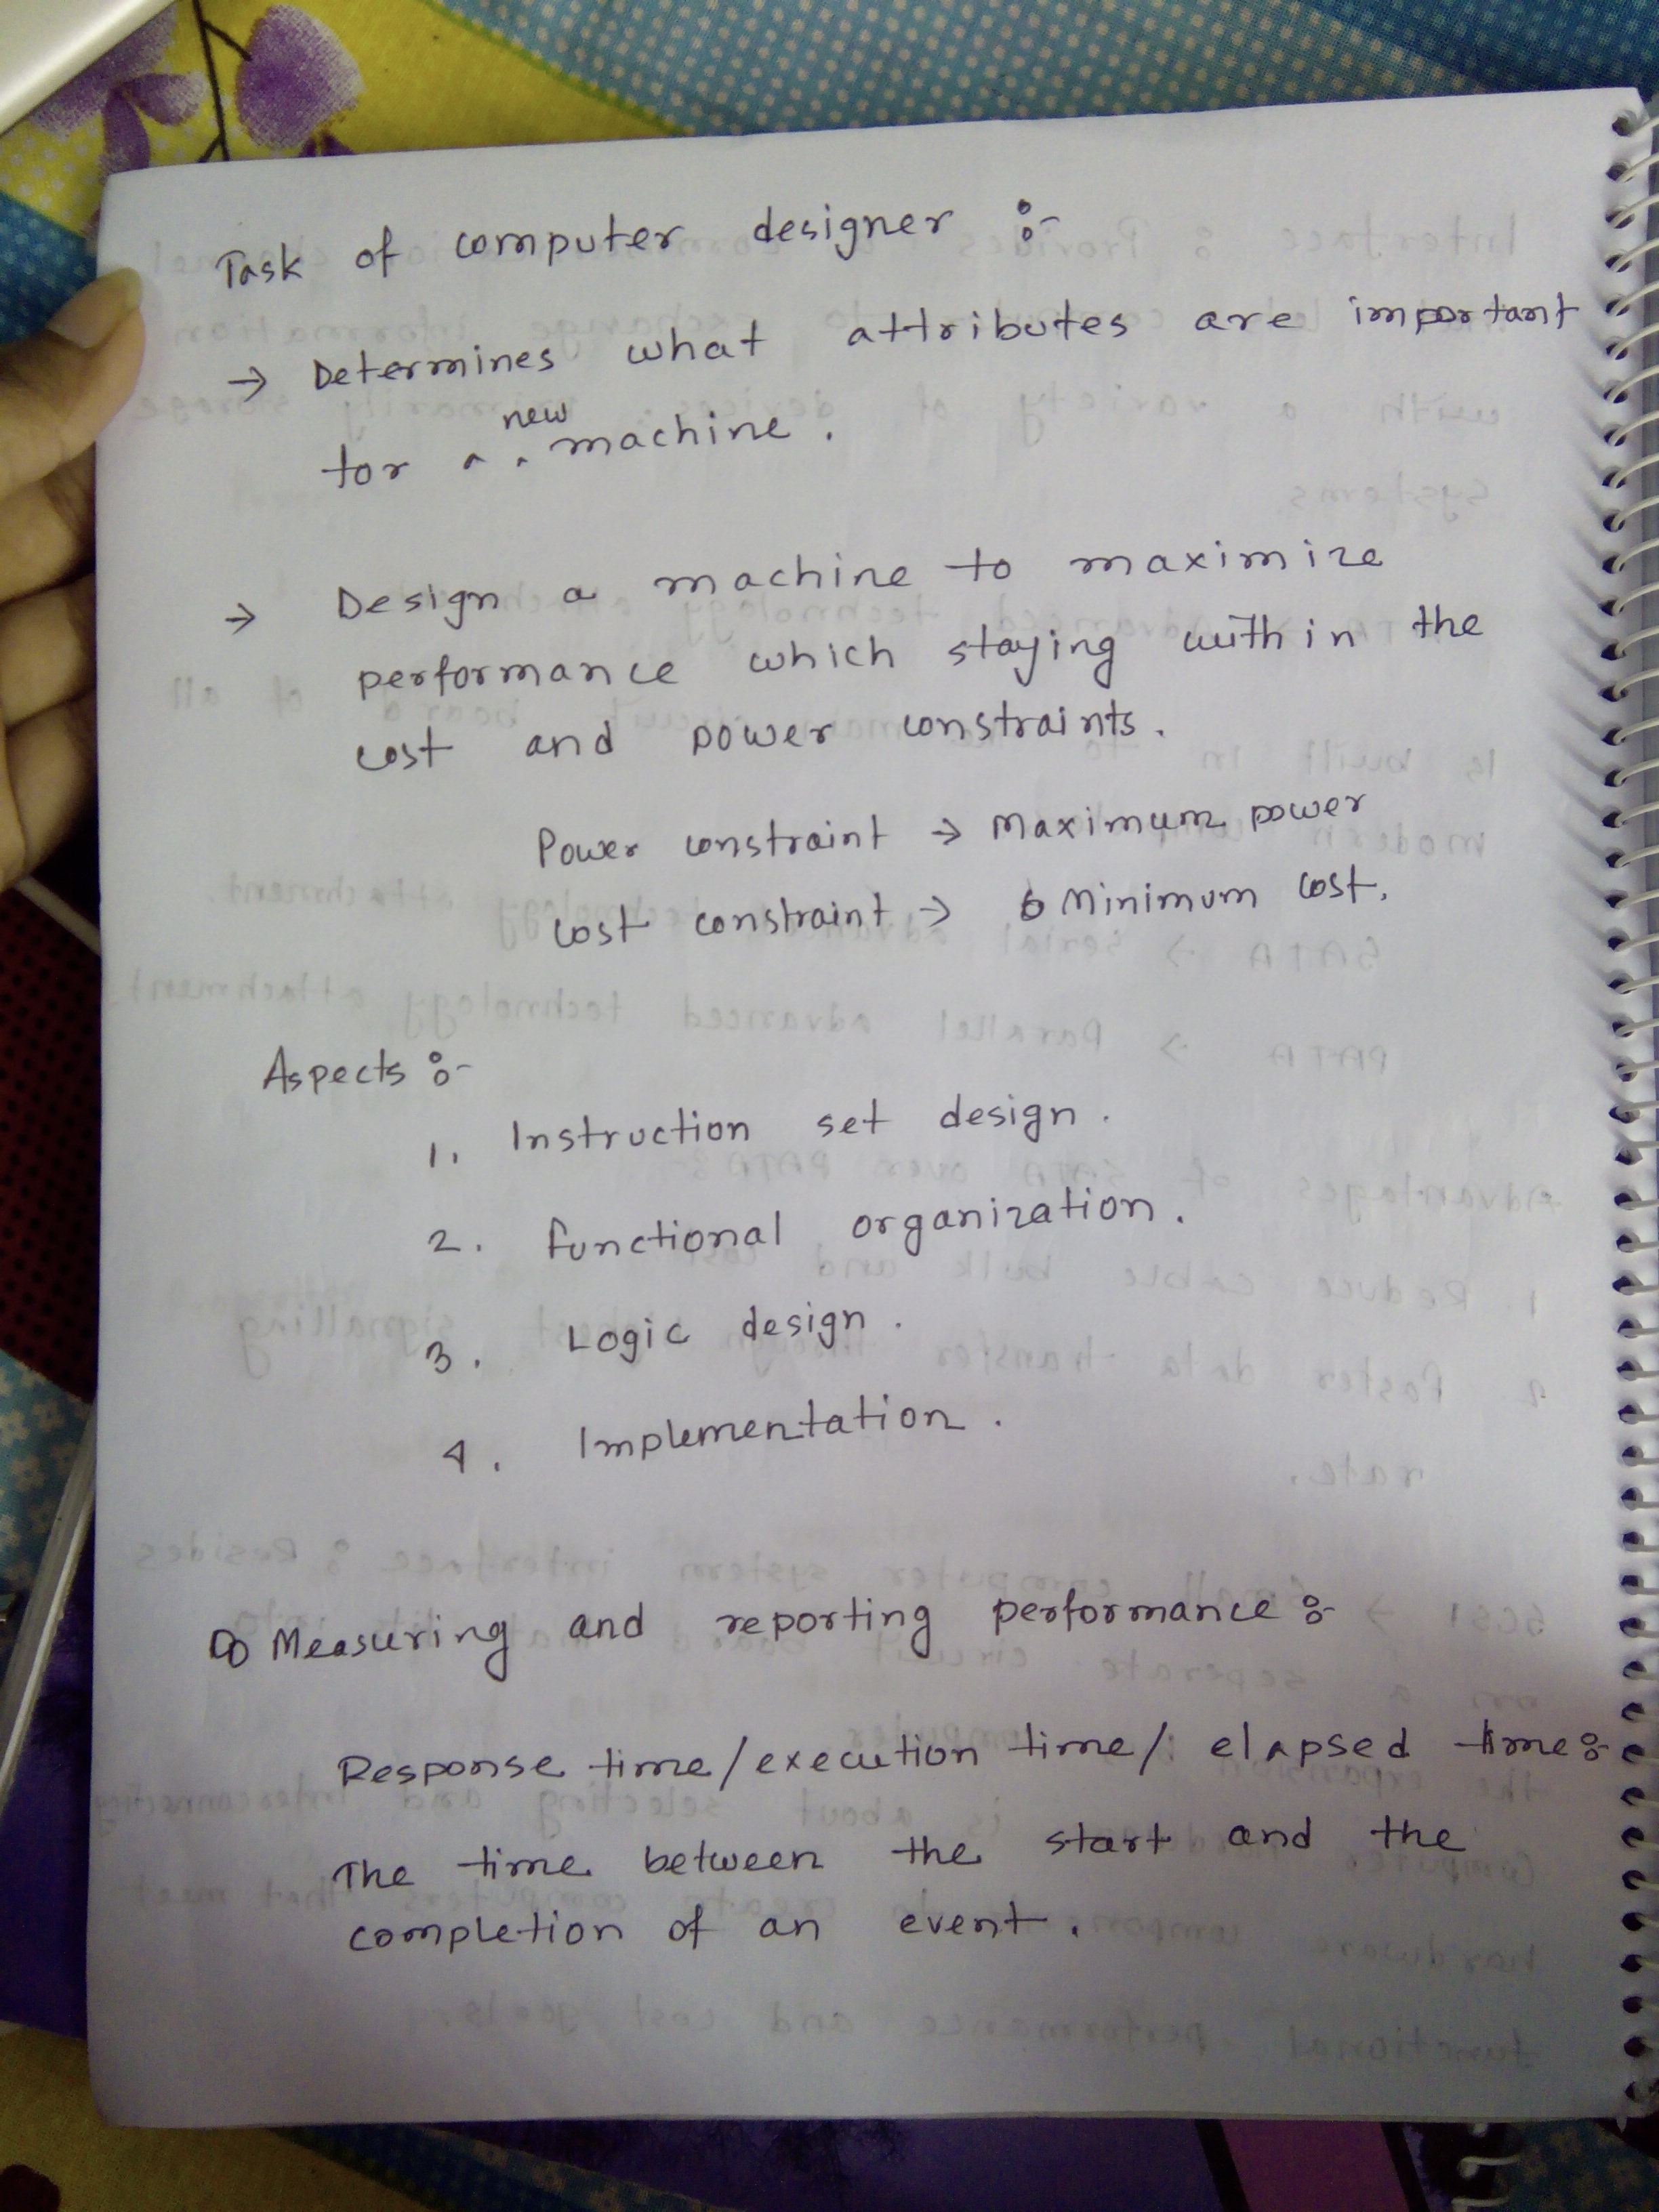 Task of computer designer :-
→ Determines what attributes are important
for a new machine.
→ Design a machine to maximize
performance which staying within the
cost and power constraints.
Power constraint → Maximum power
cost constraint → Minimum cost.
Aspects :-
1. Instruction set design.
2. functional organization.
3. Logic design.
4. Implementation.
Measuring and reporting performance :-
Response time/execution time/ elapsed time :-
The time between the start and the
completion of an event.